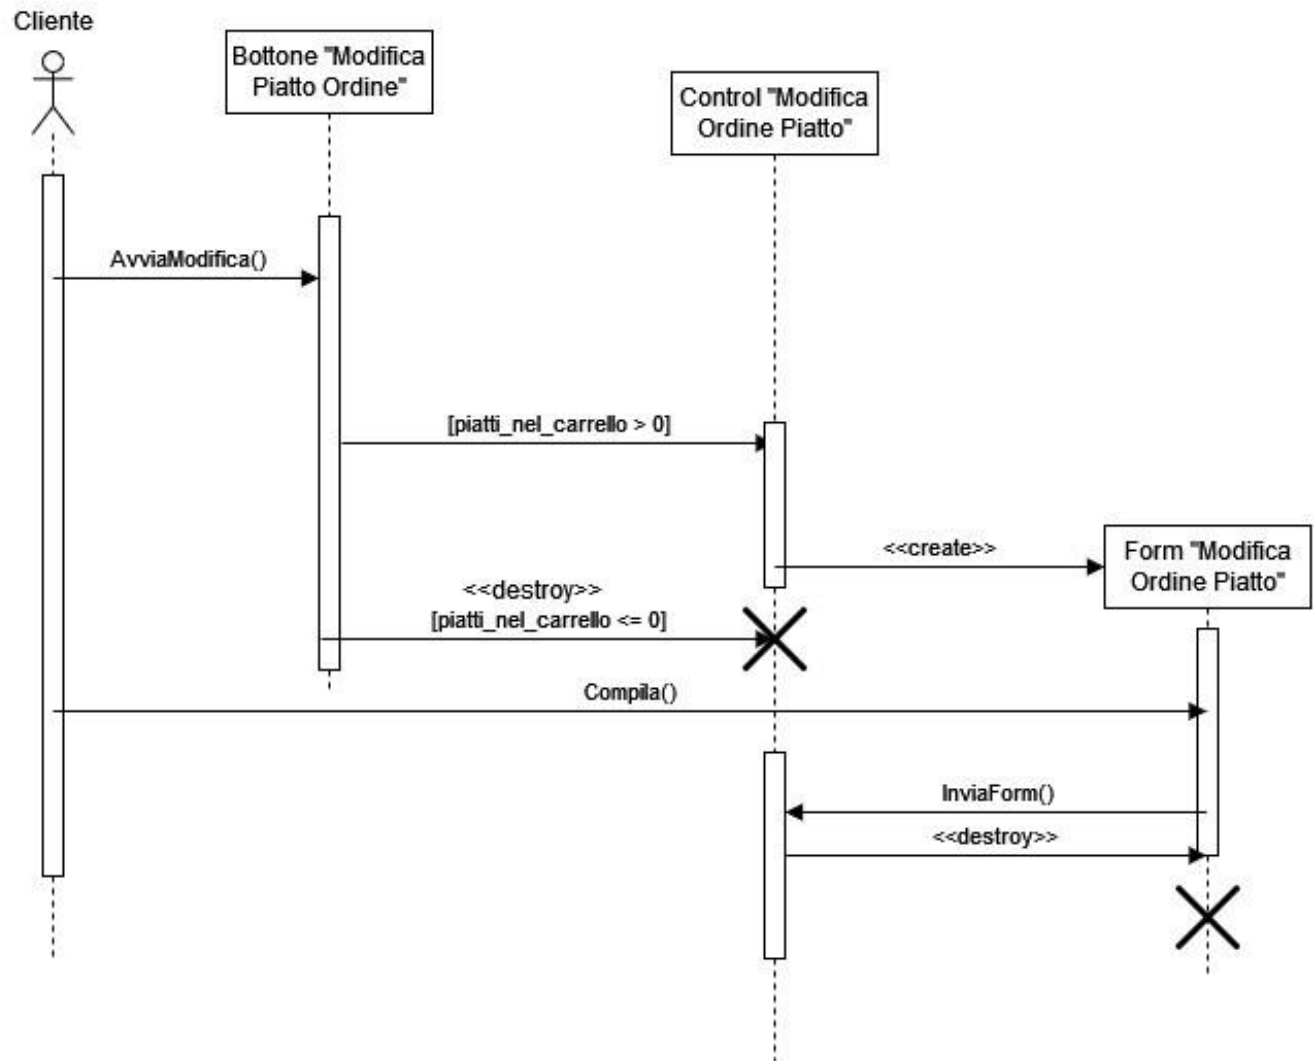 Cliente
Bottone "Modifica
Piatto Ordine"
Control "Modifica
Ordine Piatto"
AvviaModifica()
[piatti_nel_carrello > 0]
<<create>>
Form "Modifica
Ordine Piatto"
<<destroy>>
[piatti_nel_carrello <= 0]
Compila()
InviaForm()
<<destroy>>